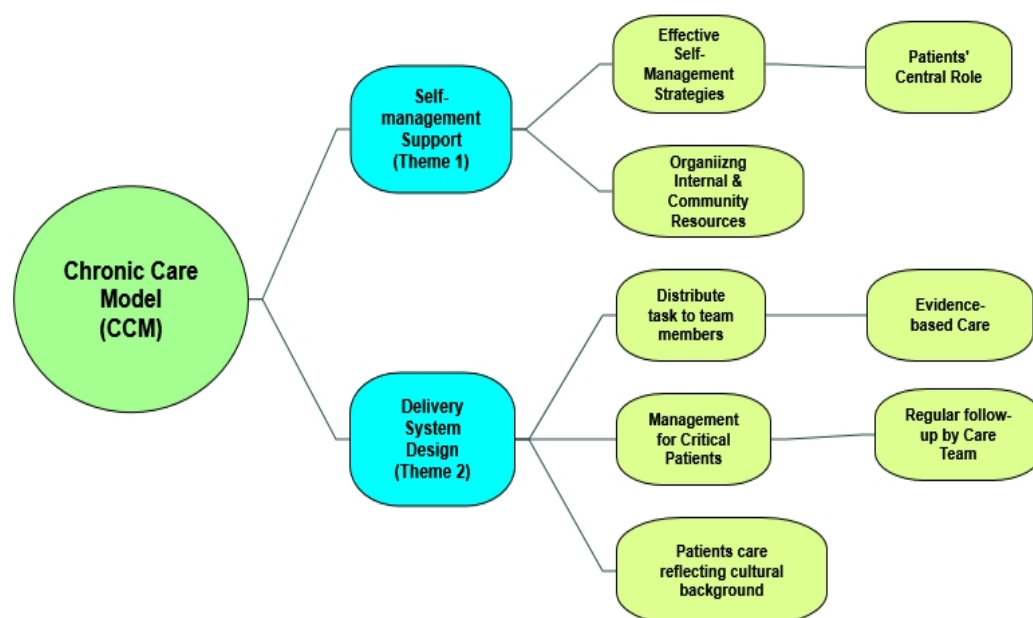 Chronic Care
Model
(CCM)
Self-
management
Support
(Theme 1)
Effective
Self-
Management
Strategies
Patients'
Central Role
Organiizng
Internal &
Community
Resources
Delivery
System
Design
(Theme 2)
Distribute
task to team
members
Evidence-
based Care
Management
for Critical
Patients
Regular follow-
up by Care
Team
Patients care
reflecting cultural
background